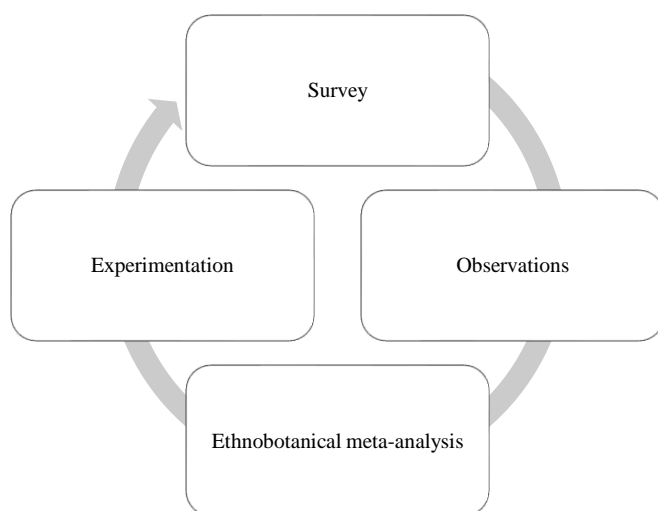 Survey
Experimentation
Observations
Ethnobotanical meta-analysis